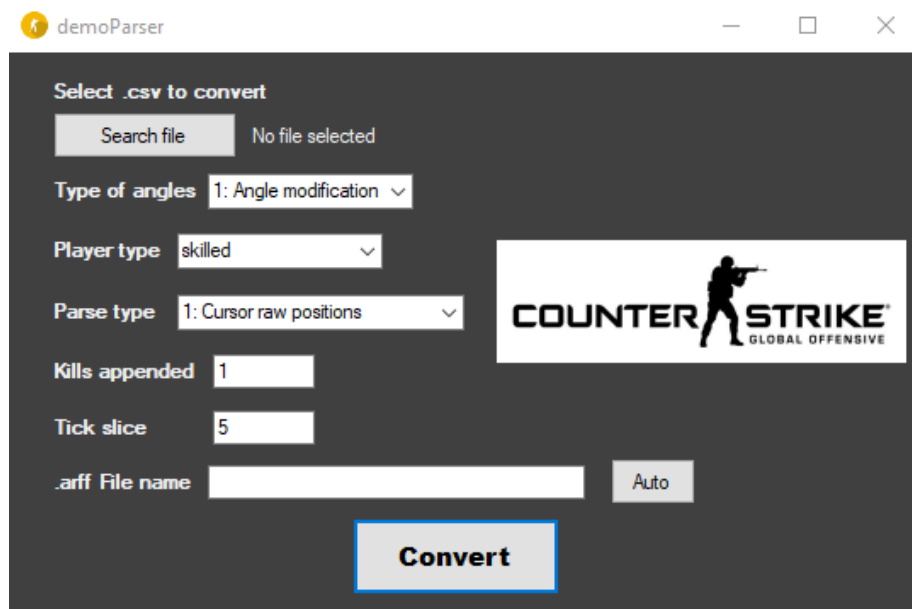 demoParser
Select .csv to convert
Search file No file selected
Type of angles 1: Angle modification
Player type skilled
Parse type 1: Cursor raw positions
COUNTER STRIKE
GLOBAL OFFENSIVE
Kills appended 1
Tick slice 5
.arff File name Auto
Convert